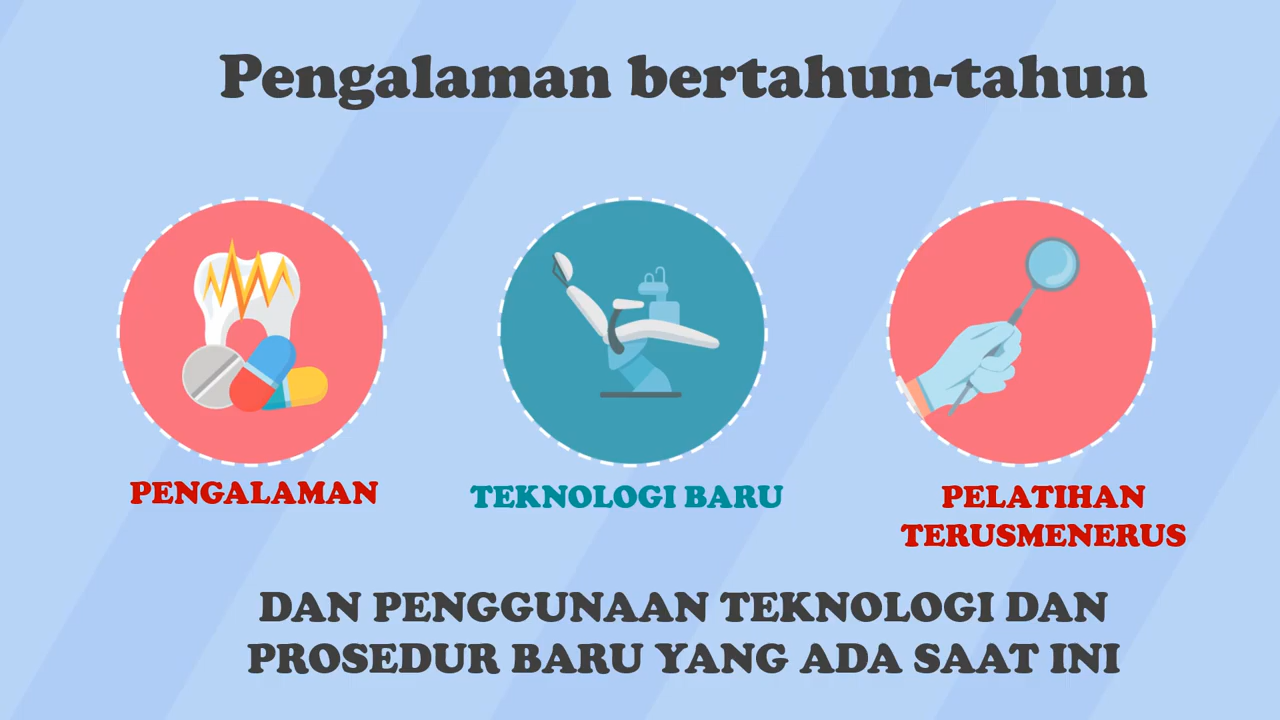 Pengalaman bertahun-tahun
PENGALAMAN
TEKNOLOGI BARU
PELATIHAN
TERUSMENERUS
DAN PENGGUNAAN TEKNOLOGI DAN
PROSEDUR BARU YANG ADA SAAT INI